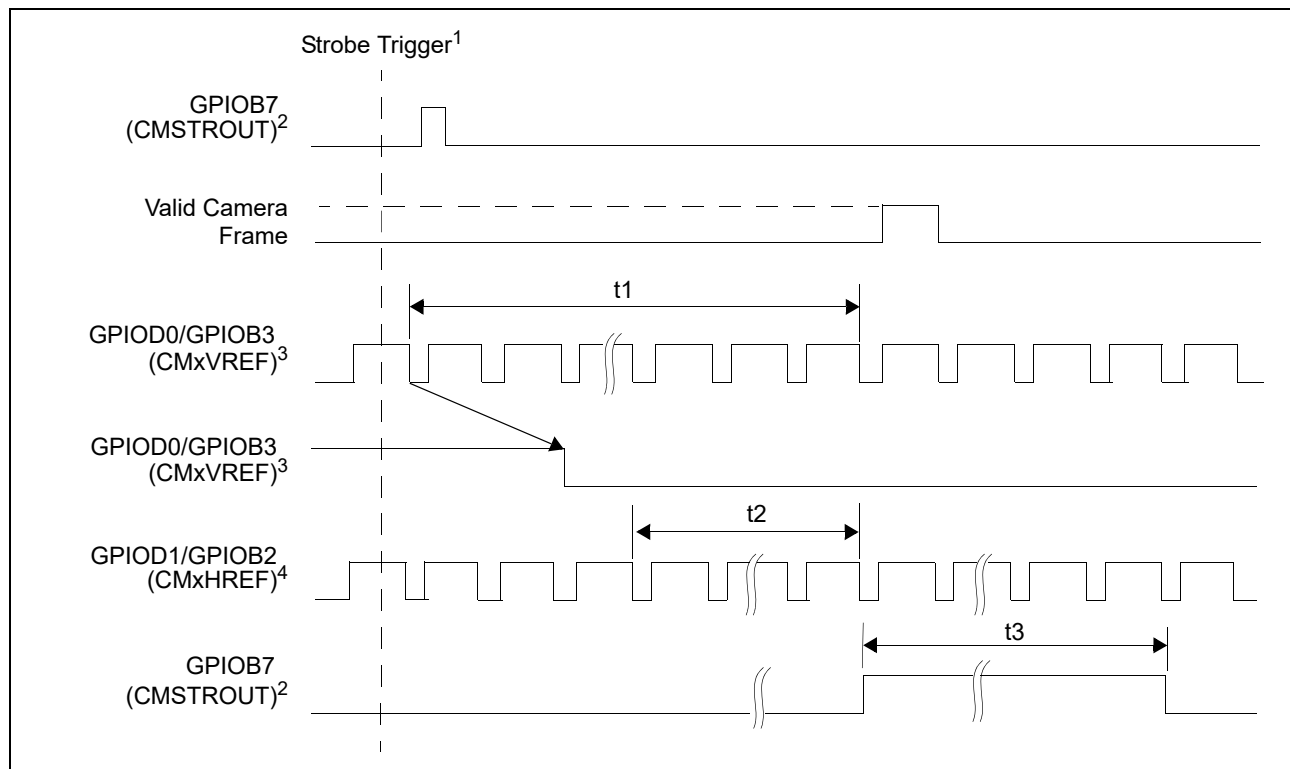 Strobe Trigger1
GPIOB7
(CMSTROUT)2
Valid Camera
Frame
t1
GPIOD0/GPIOB3
(CMxVREF)3
GPIOD0/GPIOB3
(CMxVREF)3
t2
GPIOD1/GPIOB2
(CMxHREF)4
t3
GPIOB7
(CMSTROUT)2